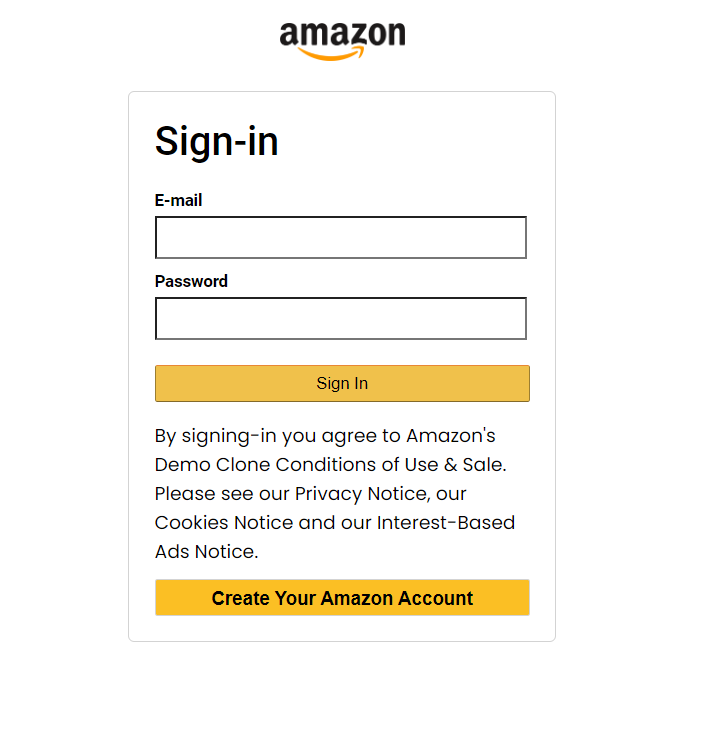 amazon
Sign-in
E-mail
Password
Sign In
By signing-in you agree to Amazon's
Demo Clone Conditions of Use & Sale.
Please see our Privacy Notice, our
Cookies Notice and our Interest-Based
Ads Notice.
Create Your Amazon Account